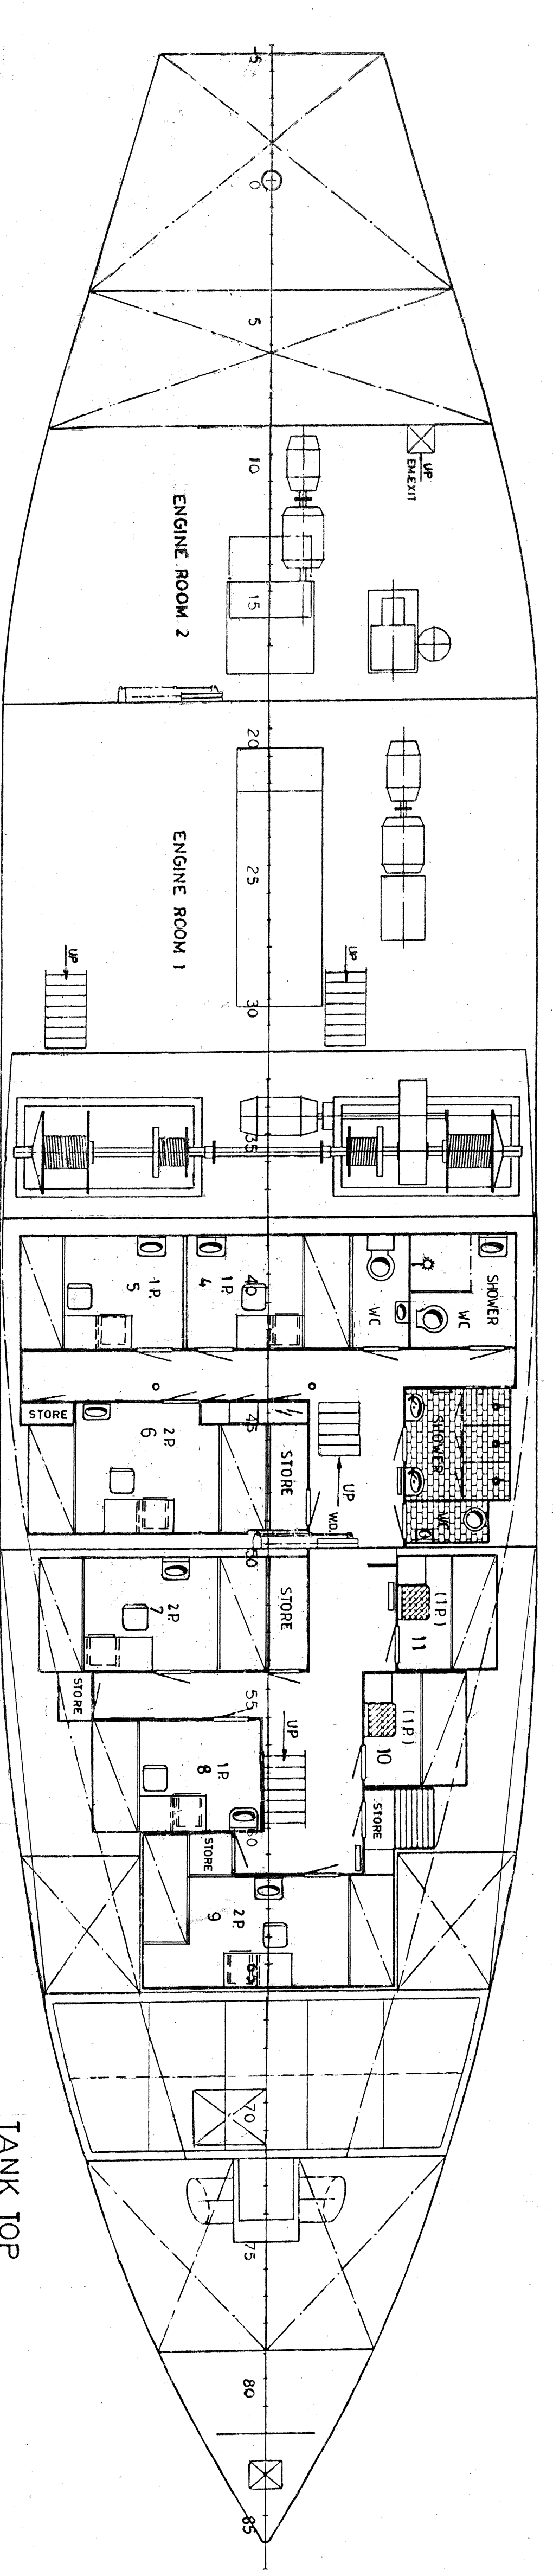 -5
0
5
10
UP
EM.EXIT
ENGINE ROOM 2
15
20
ENGINE ROOM 1
25
UP
UP
30
35
SHOWER
WC
WC
40
1P.
4
1P.
5
SHOWER
WC
STORE
45
2P.
6
STORE
UP
W.D.
50
(1P.)
11
STORE
2P.
7
STORE
55
(1P.)
10
UP
1P.
8
STORE
STORE
60
2P.
9
65
70
75
80
85
TANK TOP